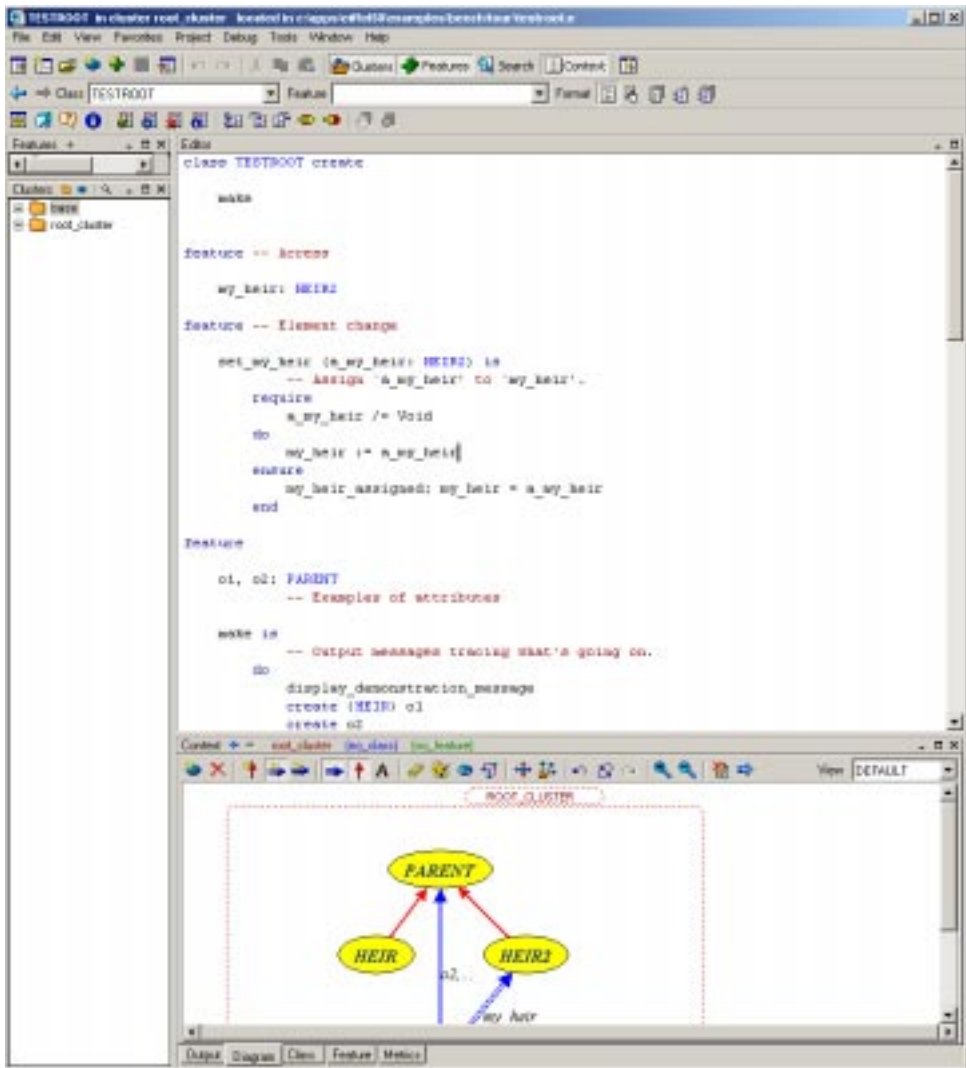 TESTROOT in cluster root_cluster located in
File Edit View Favorites Project Debug Tools Window Help
Clusters Features Search Context
Class TESTROOT Feature Format
Features
Editor
class TESTROOT create
make
feature -- Access
my_heir: HEIR2
feature -- Element change
set_my_heir (a_my_heir: HEIR2) is
-- Assign `a_my_heir' to `my_heir'.
require
a_my_heir /= Void
do
my_heir := a_my_heir
ensure
my_heir_assigned: my_heir = a_my_heir
end
feature
o1, o2: PARENT
-- Examples of attributes
make is
-- Output messages tracing what's going on.
do
display_demonstration_message
create {HEIR} o1
create o2
Clusters
base
root_cluster
Context root_cluster (no_class) (no_feature)
View DEFAULT
ROOT_CLUSTER
PARENT
HEIR
HEIR2
o2,...
my_heir
Output Diagram Class Feature Metrics